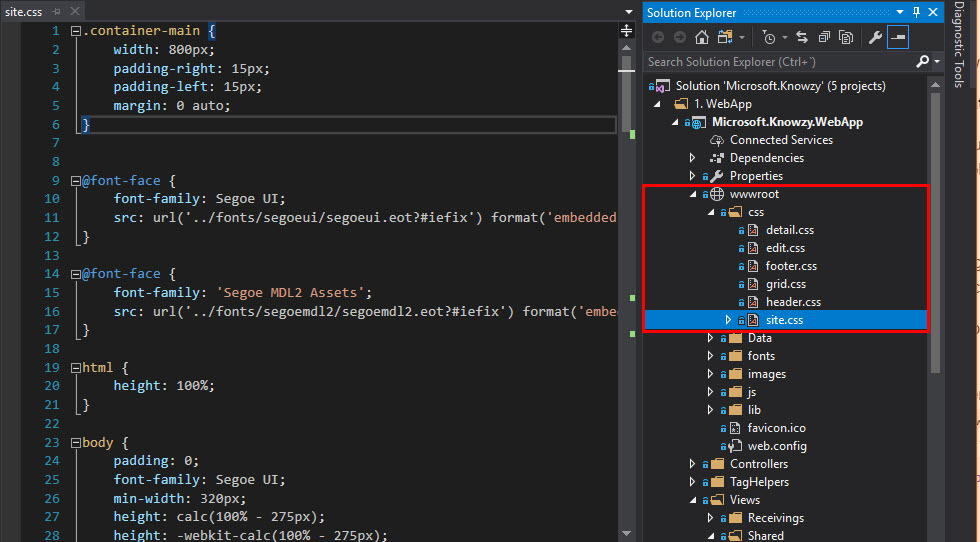 site.css
1 .container-main {
2 width: 800px;
3 padding-right: 15px;
4 padding-left: 15px;
5 margin: 0 auto;
6 }
7
8
9 @font-face {
10 font-family: Segoe UI;
11 src: url('../fonts/segoeui/segoeui.eot?#iefix') format('embedded
12 }
13
14 @font-face {
15 font-family: 'Segoe MDL2 Assets';
16 src: url('../fonts/segoemdl2/segoemdl2.eot?#iefix') format('embe
17 }
18
19 html {
20 height: 100%;
21 }
22
23 body {
24 padding: 0;
25 font-family: Segoe UI;
26 min-width: 320px;
27 height: calc(100% - 275px);
28 height: -webkit-calc(100% - 275px);
Solution Explorer
Search Solution Explorer (Ctrl+`)
Solution 'Microsoft.Knowzy' (5 projects)
1. WebApp
Microsoft.Knowzy.WebApp
Connected Services
Dependencies
Properties
wwwroot
css
detail.css
edit.css
footer.css
grid.css
header.css
site.css
Data
fonts
images
js
lib
favicon.ico
web.config
Controllers
TagHelpers
Views
Receivings
Shared
Diagnostic Tools